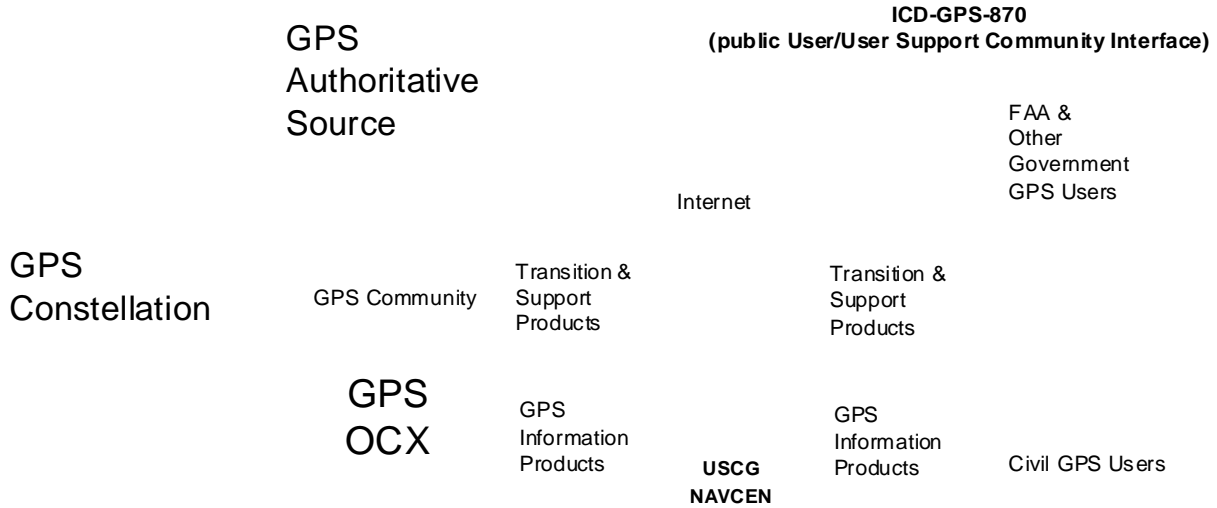 ICD-GPS-870
(public User/User Support Community Interface)
GPS
Authoritative
Source
FAA &
Other
Government
GPS Users
Internet
GPS
Constellation
GPS Community
Transition &
Support
Products
Transition &
Support
Products
GPS
OCX
GPS
Information
Products
USCG
NAVCEN
GPS
Information
Products
Civil GPS Users